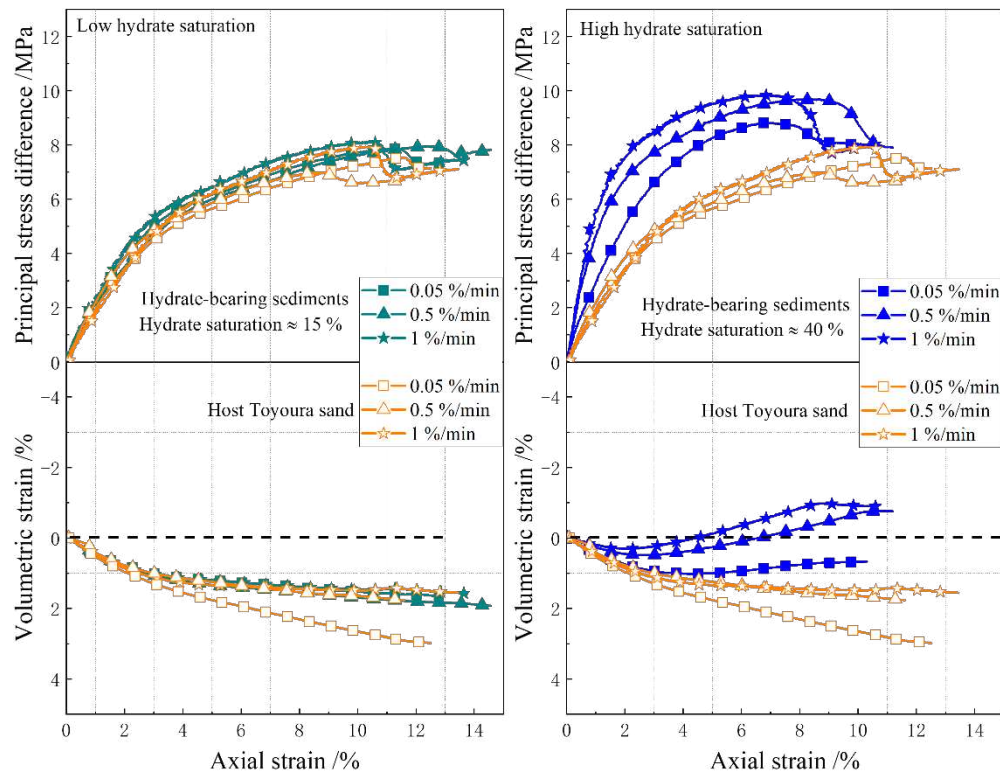 Low hydrate saturation
Principal stress difference /MPa
12
10
8
6
4
2
0
Hydrate-bearing sediments
Hydrate saturation ≈ 15 %
0.05 %/min
0.5 %/min
1 %/min
Host Toyoura sand
0.05 %/min
0.5 %/min
1 %/min
Volumetric strain /%
-4
-2
0
2
4
0 2 4 6 8 10 12 14
Axial strain /%
High hydrate saturation
Principal stress difference /MPa
12
10
8
6
4
2
0
Hydrate-bearing sediments
Hydrate saturation ≈ 40 %
0.05 %/min
0.5 %/min
1 %/min
Host Toyoura sand
0.05 %/min
0.5 %/min
1 %/min
Volumetric strain /%
-4
-2
0
2
4
0 2 4 6 8 10 12 14
Axial strain /%